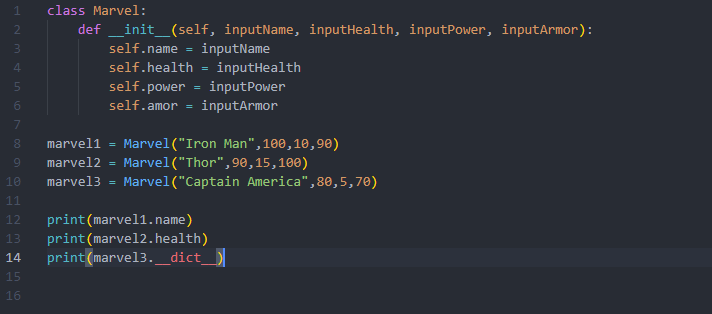 1 class Marvel:
2     def __init__(self, inputName, inputHealth, inputPower, inputArmor):
3         self.name = inputName
4         self.health = inputHealth
5         self.power = inputPower
6         self.amor = inputArmor
7
8 marvel1 = Marvel("Iron Man",100,10,90)
9 marvel2 = Marvel("Thor",90,15,100)
10 marvel3 = Marvel("Captain America",80,5,70)
11
12 print(marvel1.name)
13 print(marvel2.health)
14 print(marvel3.__dict__)
15
16